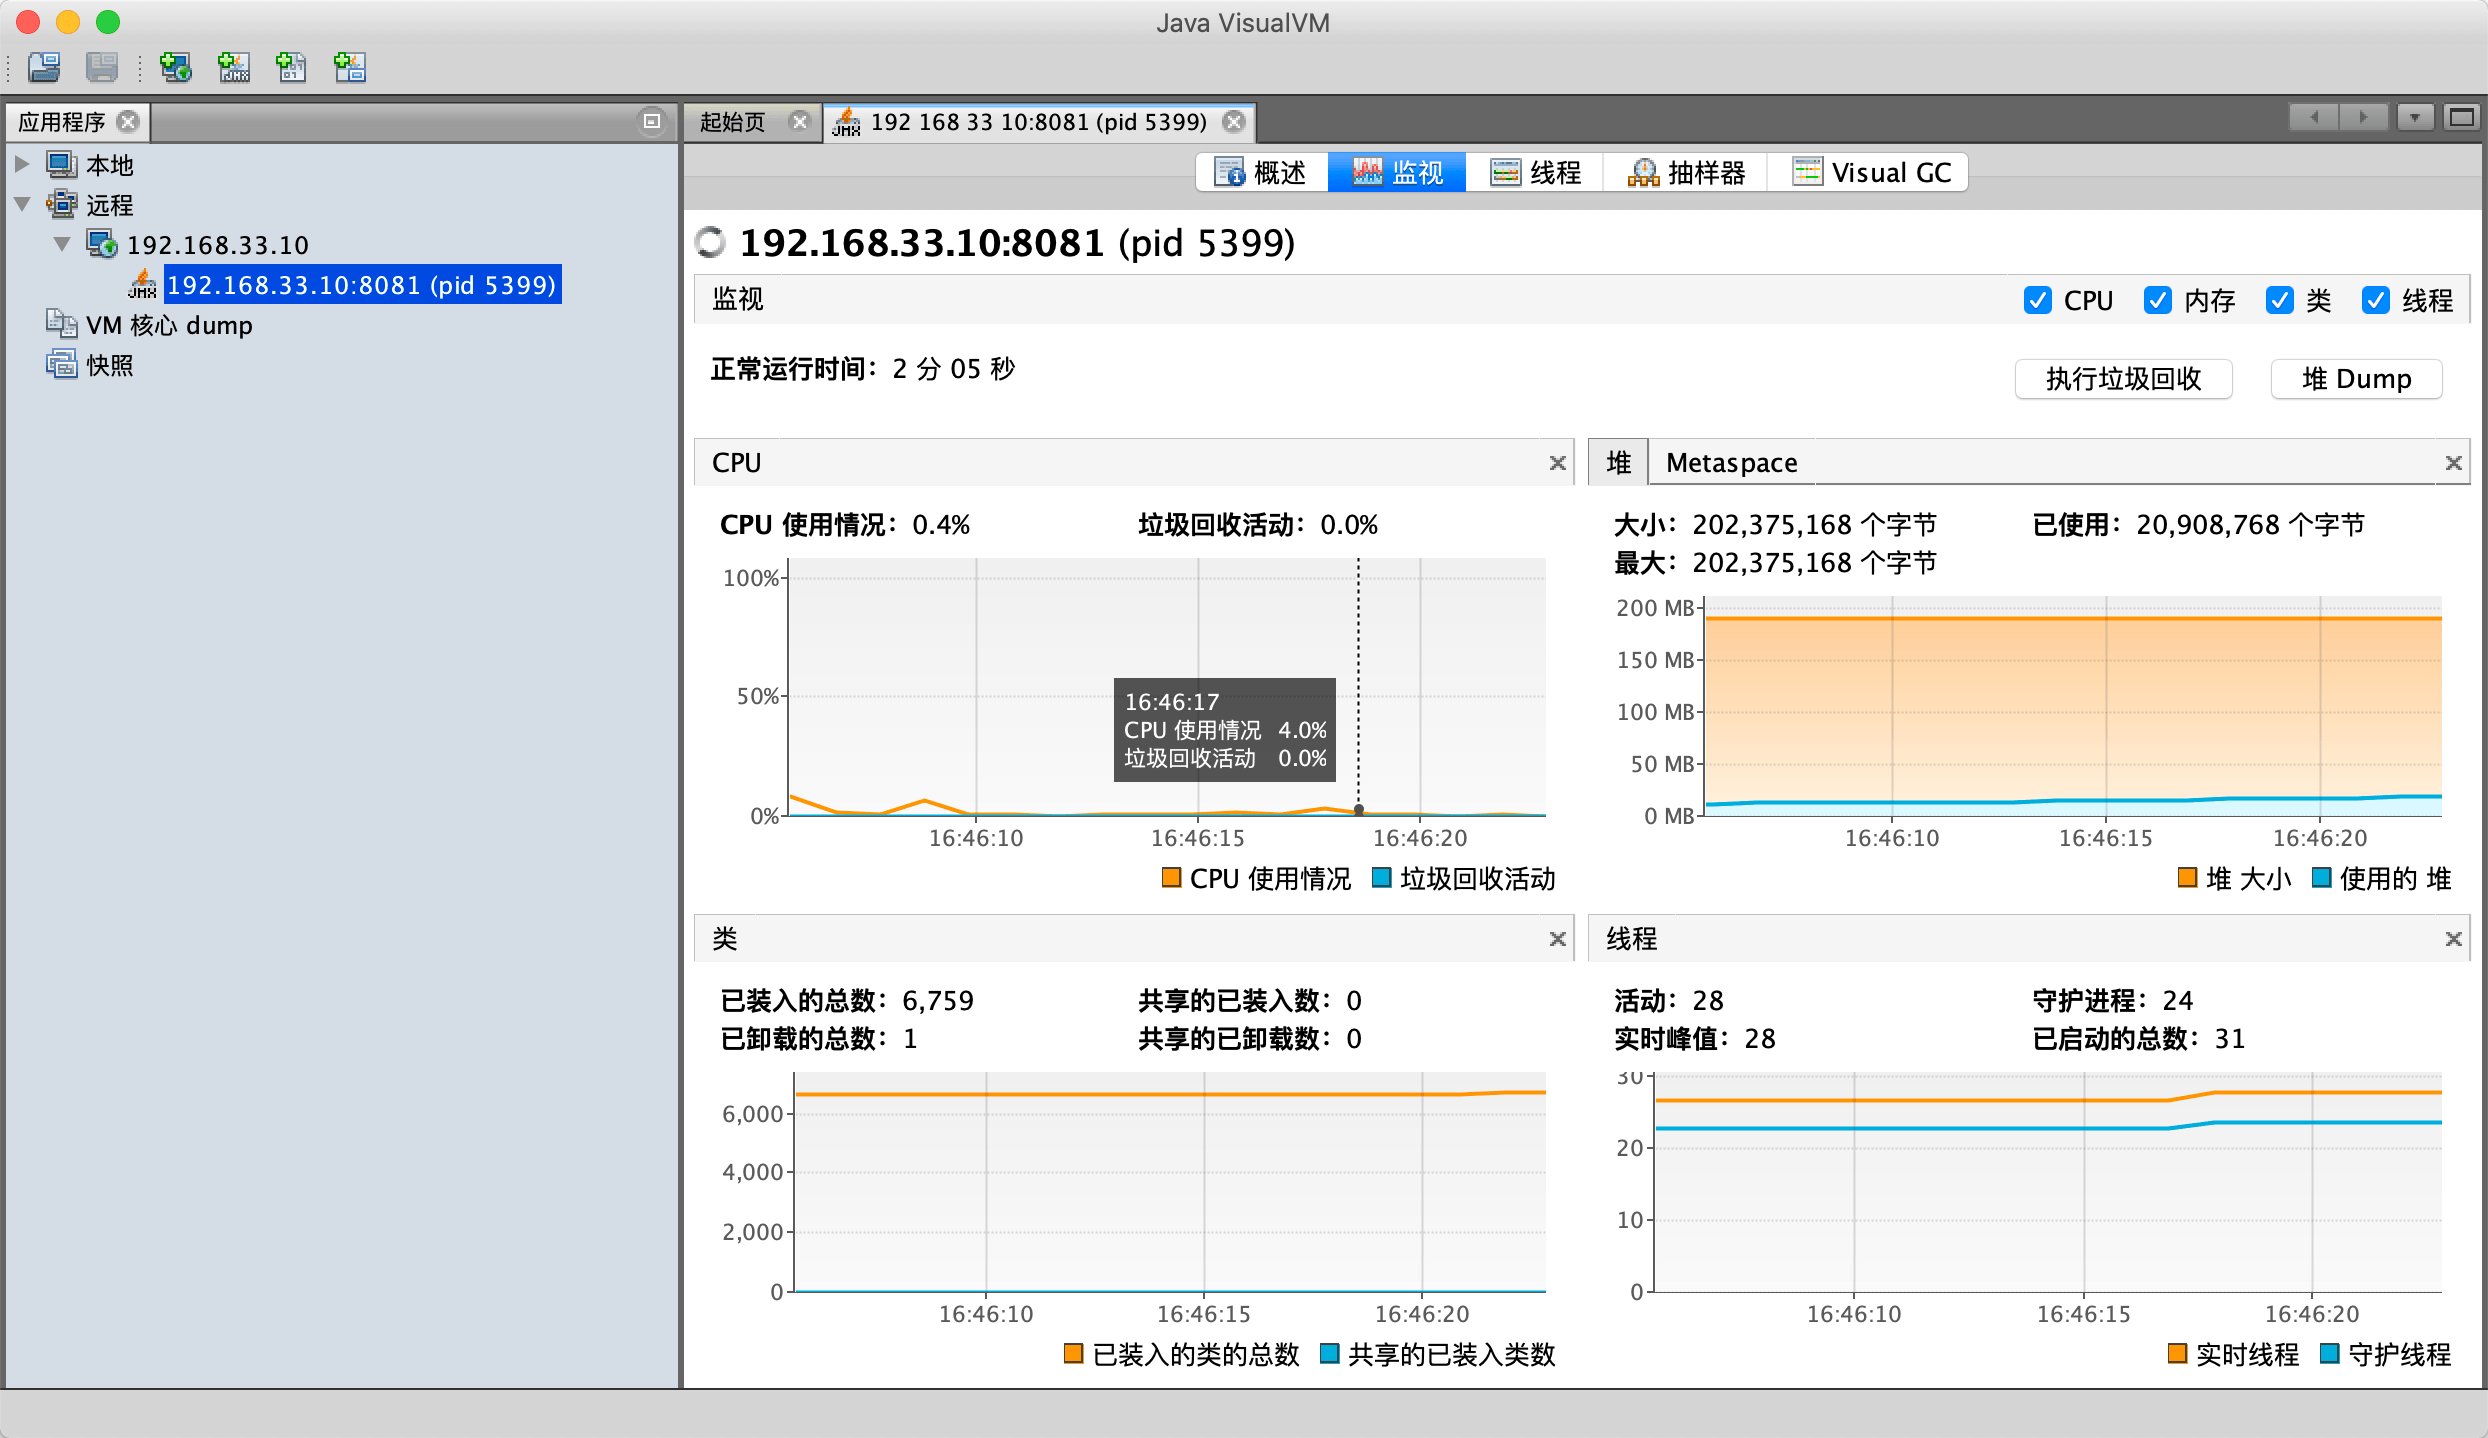 Java VisualVM
应用程序
起始页
192 168 33 10:8081 (pid 5399)
本地
远程
192.168.33.10
JMX
192.168.33.10:8081 (pid 5399)
VM 核心 dump
快照
概述
监视
线程
抽样器
Visual GC
192.168.33.10:8081 (pid 5399)
监视
CPU
内存
类
线程
正常运行时间： 2 分 05 秒
执行垃圾回收
堆 Dump
CPU
CPU 使用情况： 0.4%
垃圾回收活动： 0.0%
100%
50%
0%
16:46:17
CPU 使用情况 4.0%
垃圾回收活动 0.0%
16:46:10
16:46:15
16:46:20
CPU 使用情况
垃圾回收活动
堆
Metaspace
大小： 202,375,168 个字节
已使用： 20,908,768 个字节
最大： 202,375,168 个字节
200 MB
150 MB
100 MB
50 MB
0 MB
16:46:10
16:46:15
16:46:20
堆 大小
使用的 堆
类
已装入的总数： 6,759
共享的已装入数： 0
已卸载的总数： 1
共享的已卸载数： 0
6,000
4,000
2,000
0
16:46:10
16:46:15
16:46:20
已装入的类的总数
共享的已装入类数
线程
活动： 28
守护进程： 24
实时峰值： 28
已启动的总数： 31
30
20
10
0
16:46:10
16:46:15
16:46:20
实时线程
守护线程